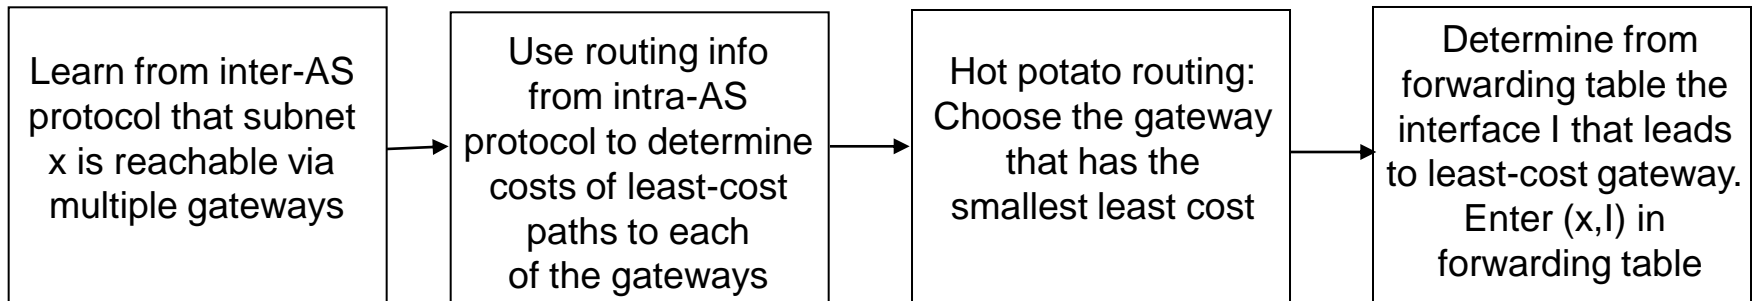 Learn from inter-AS
protocol that subnet
x is reachable via
multiple gateways
Use routing info
from intra-AS
protocol to determine
costs of least-cost
paths to each
of the gateways
Hot potato routing:
Choose the gateway
that has the
smallest least cost
Determine from
forwarding table the
interface I that leads
to least-cost gateway.
Enter (x,I) in
forwarding table